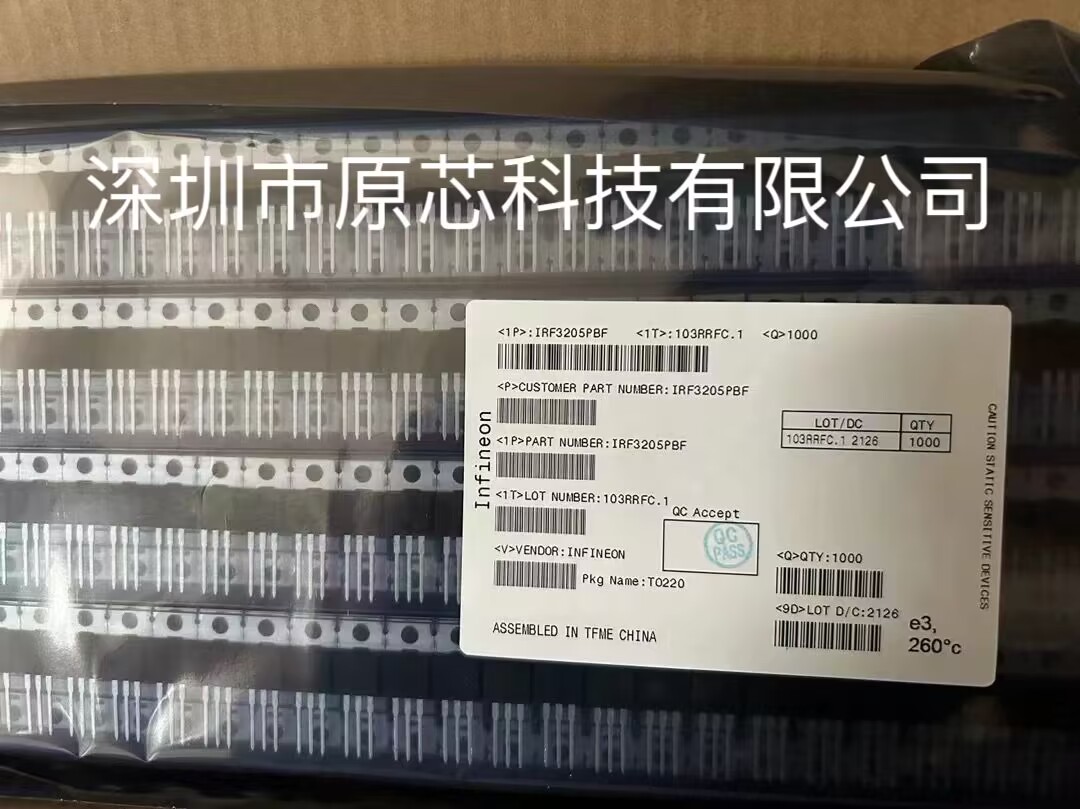 深圳市原芯科技有限公司
<1P>:IRF3205PBF <1T>:103RRFC.1 <Q>1000
<P>CUSTOMER PART NUMBER:IRF3205PBF
<1P>PART NUMBER:IRF3205PBF
<1T>LOT NUMBER:103RRFC.1
<V>VENDOR:INFINEON
Pkg Name:TO220
ASSEMBLED IN TFME CHINA
Infineon
QC Accept
QC
PASS
LOT/DC QTY
103RRFC.1 2126 1000
<Q>QTY:1000
<9D>LOT D/C:2126
e3,
260°c
CAUTION STATIC SENSITIVE DEVICES